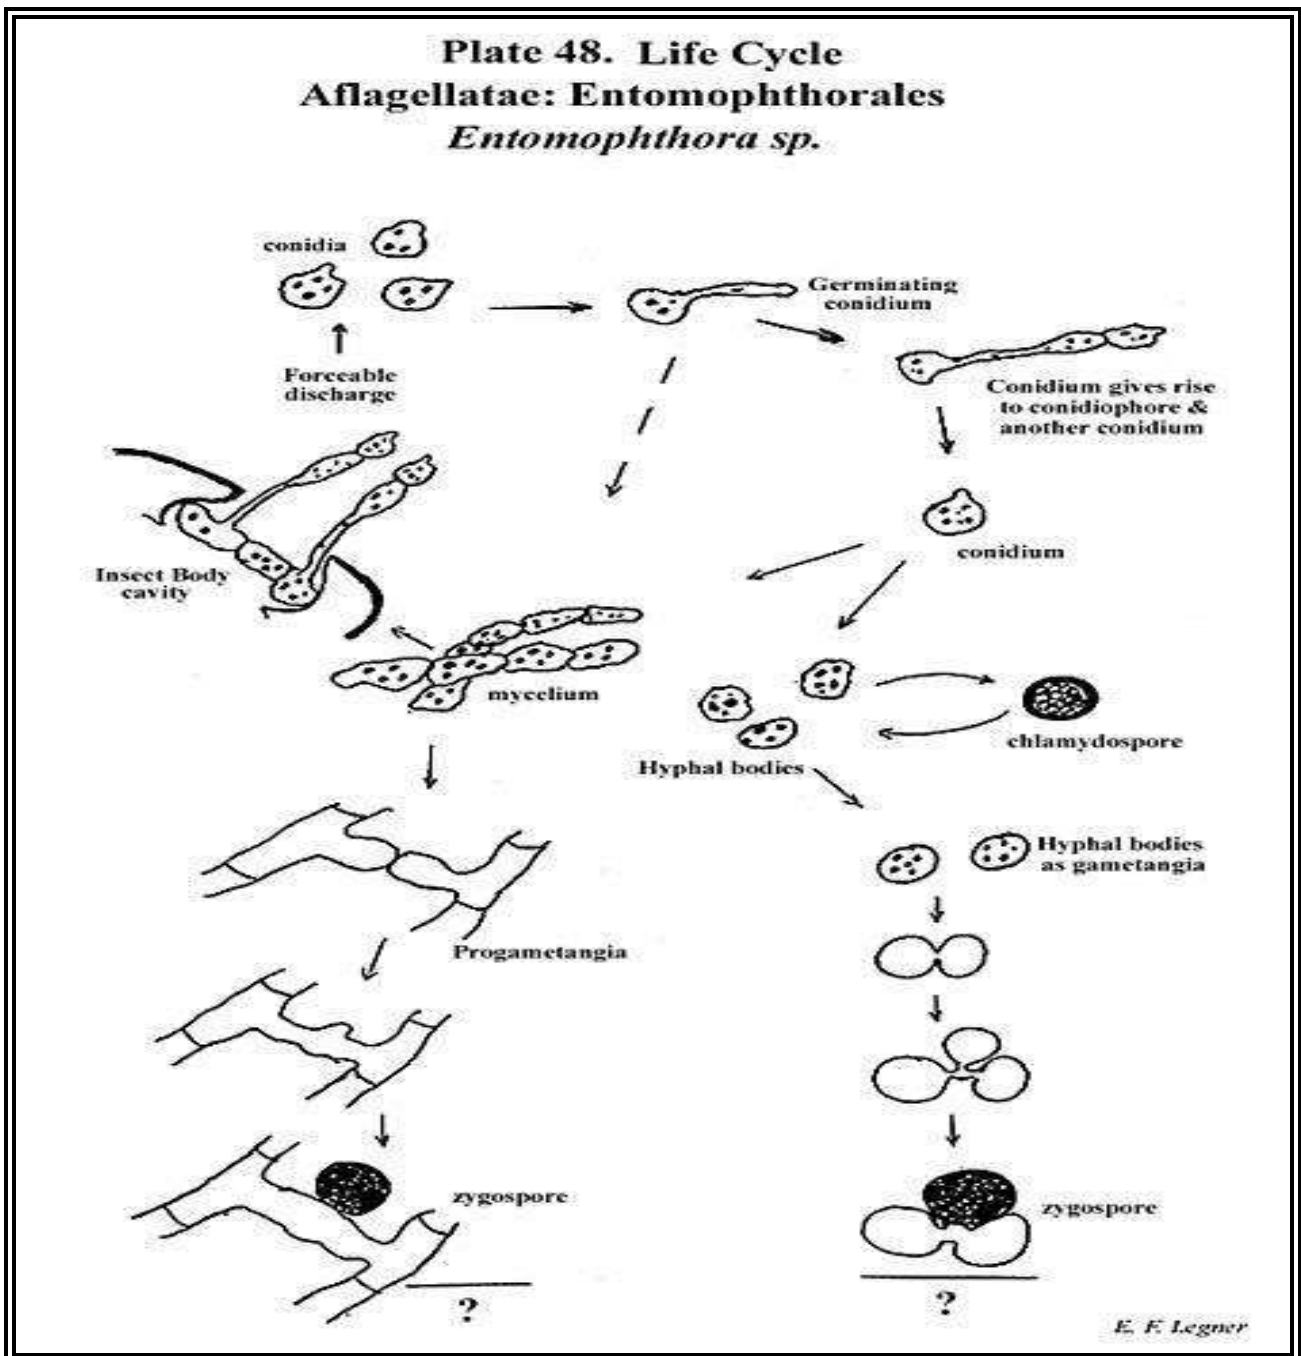 Plate 48. Life Cycle
Aflagellatae: Entomophthorales
Entomophthora sp.
conidia
Germinating
conidium
Forceable
discharge
Conidium gives rise
to conidiophore &
another conidium
conidium
Insect Body
cavity
mycelium
chlamydospore
Hyphal bodies
Hyphal bodies
as gametangia
Progametangia
zygospore
zygospore
?
?
E. F. Legner